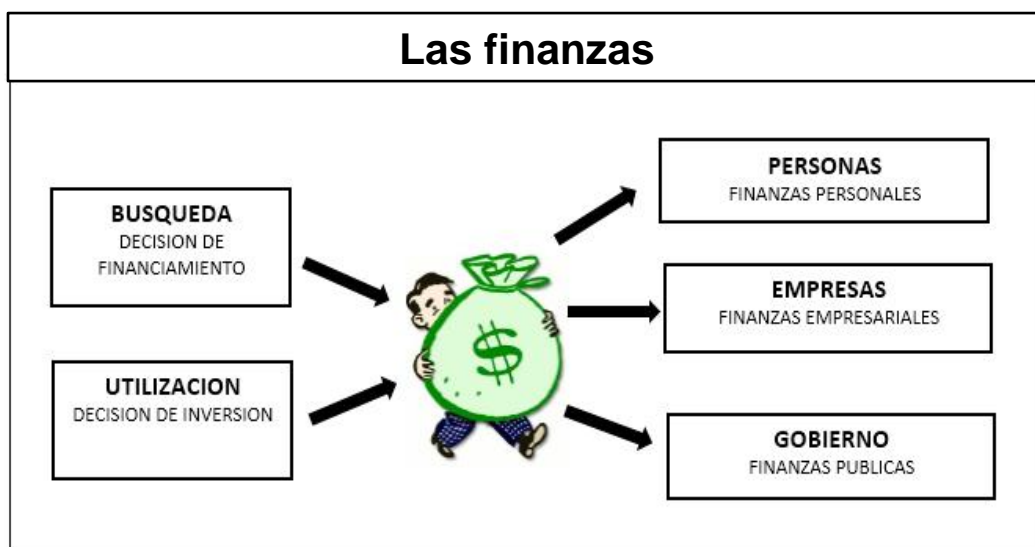 Las finanzas
BUSQUEDA
DECISION DE
FINANCIAMIENTO
UTILIZACION
DECISION DE INVERSION
$
PERSONAS
FINANZAS PERSONALES
EMPRESAS
FINANZAS EMPRESARIALES
GOBIERNO
FINANZAS PUBLICAS